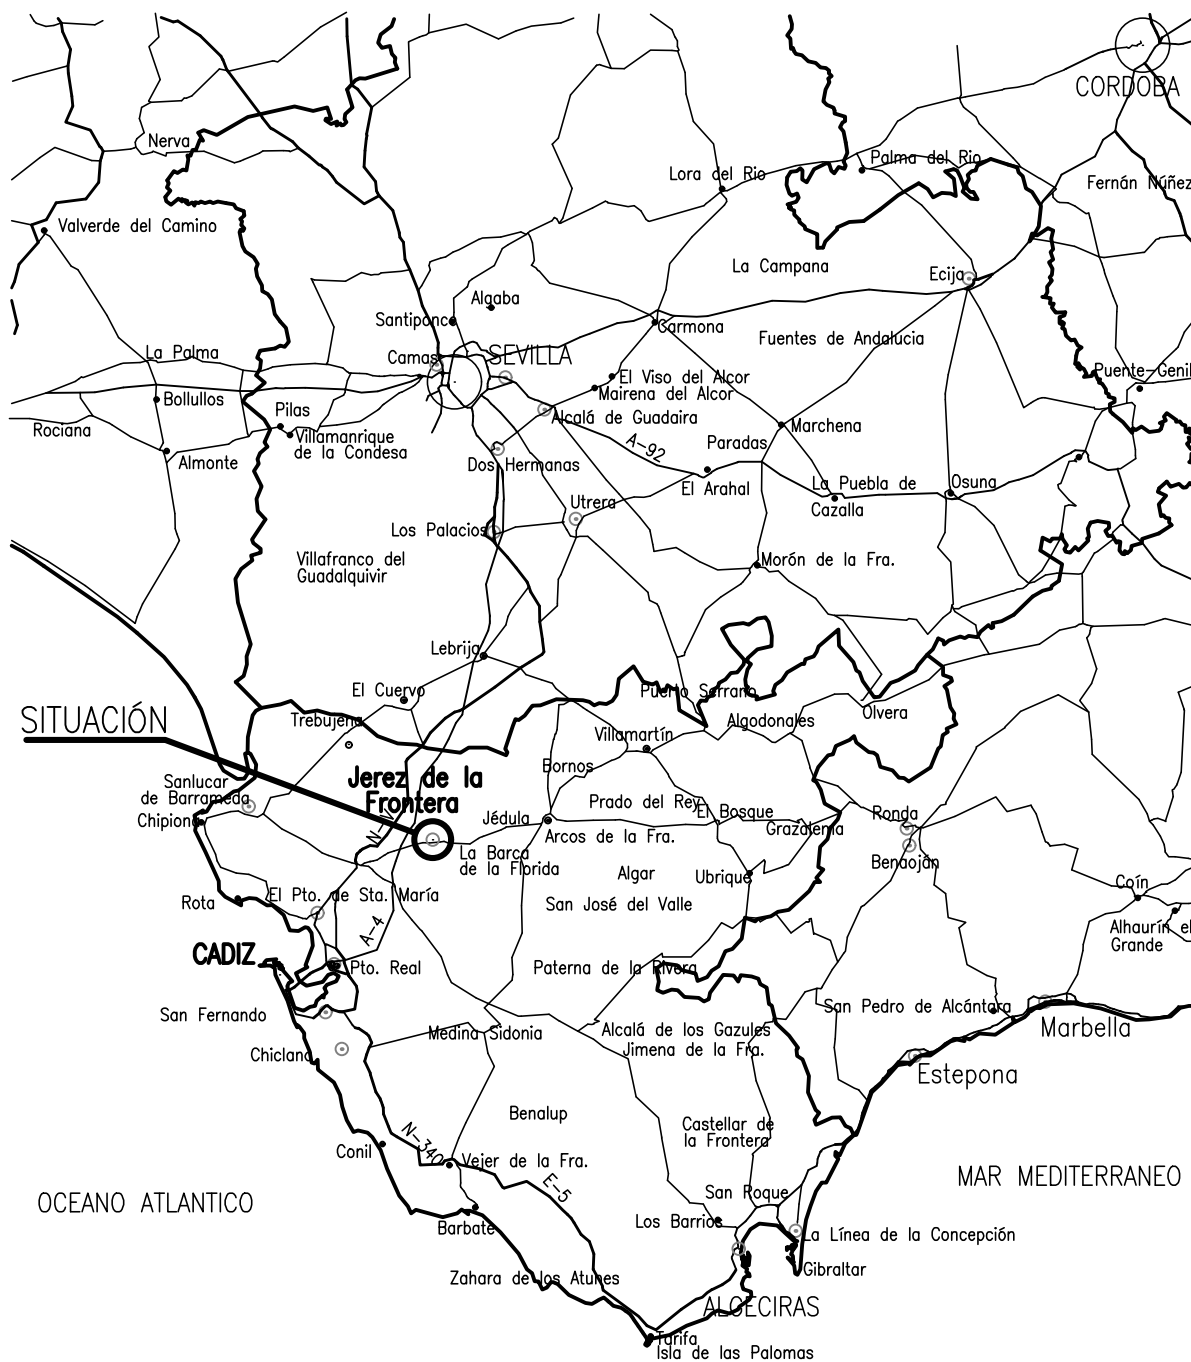 CORDOBA
Nerva
Palma del Rio
Lora del Rio
Fernán Núñez
Valverde del Camino
La Campana
Ecija
Algaba
Santiponce
Carmona
Fuentes de Andalucia
La Palma
Camas
SEVILLA
Puente-Genil
El Viso del Alcor
Mairena del Alcor
Bollullos
Pilas
Alcalá de Guadaira
Marchena
Rociana
Villamanrique
de la Condesa
A-92
Paradas
Almonte
Dos Hermanas
El Arahal
La Puebla de
Cazalla
Osuna
Utrera
Los Palacios
Villafranco del
Guadalquivir
Morón de la Fra.
Lebrija
El Cuervo
Puerto Serrano
SITUACIÓN
Trebujena
Algodonales
Olvera
Villamartín
Bornos
Jerez de la
Frontera
Sanlucar
de Barrameda
Prado del Rey
El Bosque
Ronda
Chipiona
N-IV
Jédula
Arcos de la Fra.
Grazalema
La Barca
de la Florida
Benaoján
Algar
Ubrique
Coín
Rota
El Pto. de Sta. María
San José del Valle
A-4
Alhaurín el
Grande
CADIZ
Pto. Real
Paterna de la Rivera
San Fernando
San Pedro de Alcántara
Medina Sidonia
Alcalá de los Gazules
Marbella
Chiclana
Jimena de la Fra.
Estepona
Benalup
Castellar de
la Frontera
N-340
Conil
Vejer de la Fra.
E-5
MAR MEDITERRANEO
OCEANO ATLANTICO
San Roque
Los Barrios
Barbate
La Línea de la Concepción
Zahara de los Atunes
Gibraltar
ALGECIRAS
Tarifa
Isla de las Palomas